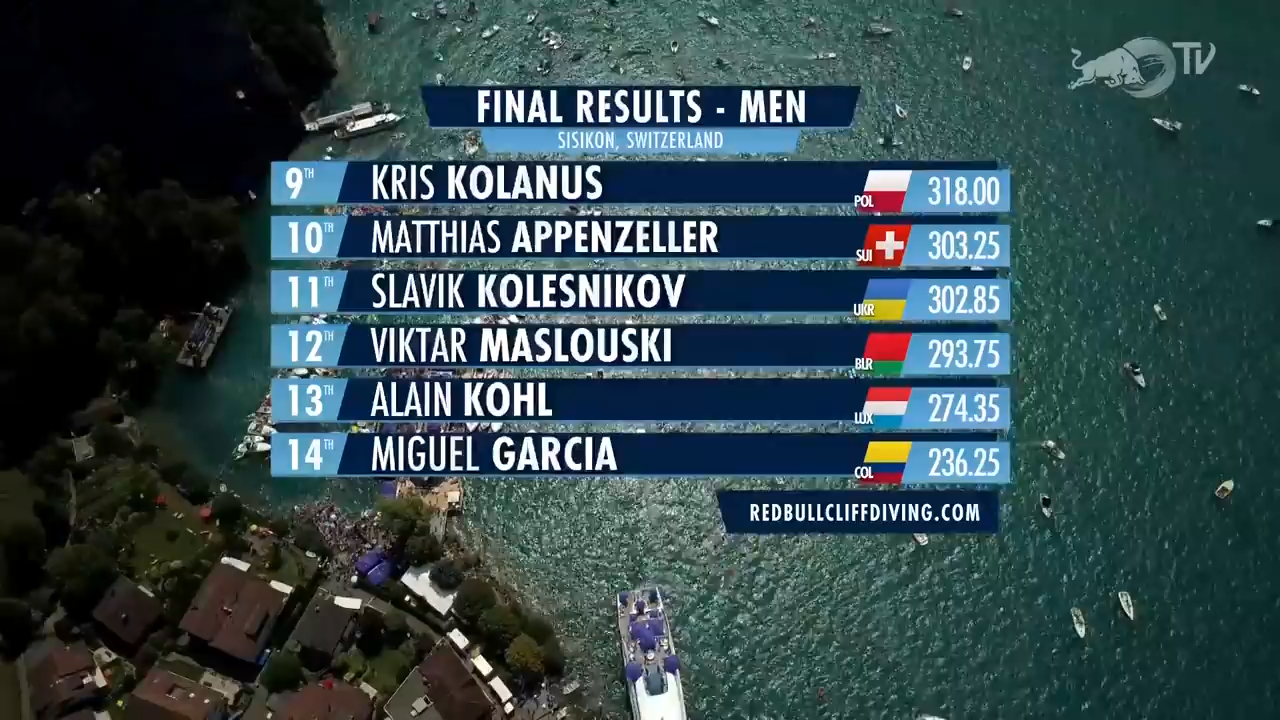 TV
FINAL RESULTS - MEN
SISIKON, SWITZERLAND
9TH KRIS KOLANUS POL 318.00
10TH MATTHIAS APPENZELLER SUI 303.25
11TH SLAVIK KOLESNIKOV UKR 302.85
12TH VIKTAR MASLOUSKI BLR 293.75
13TH ALAIN KOHL LUX 274.35
14TH MIGUEL GARCIA COL 236.25
REDBULLCLIFFDIVING.COM